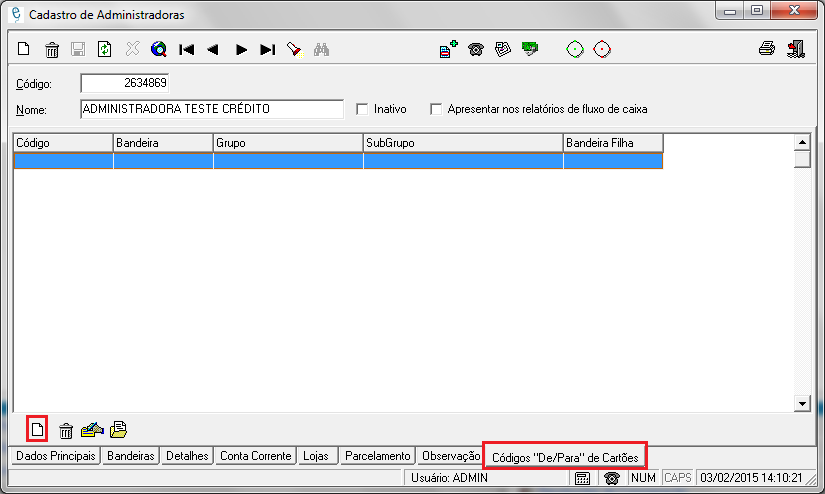 Cadastro de Administradoras
Código: 2634869
Nome: ADMINISTRADORA TESTE CRÉDITO Inativo Apresentar nos relatórios de fluxo de caixa
Código Bandeira Grupo SubGrupo Bandeira Filha
Dados Principais Bandeiras Detalhes Conta Corrente Lojas Parcelamento Observação Códigos "De/Para" de Cartões
Usuário: ADMIN NUM CAPS 03/02/2015 14:10:21